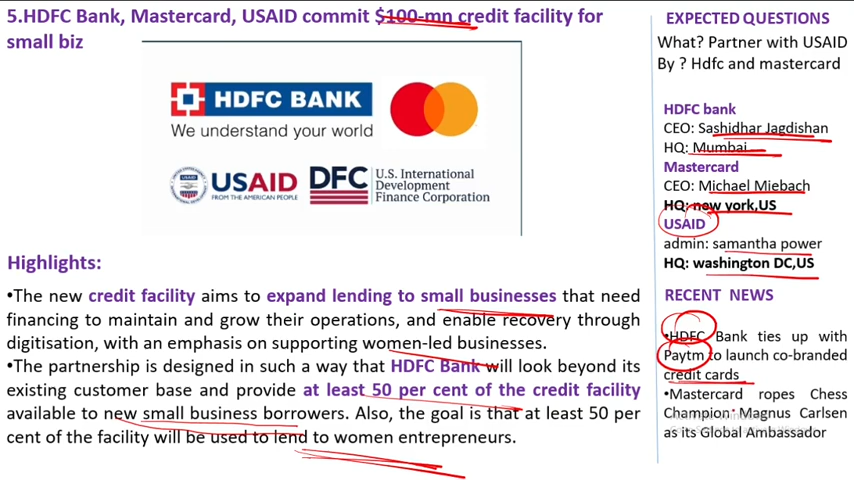 5.HDFC Bank, Mastercard, USAID commit $100-mn credit facility for
small biz
HDFC BANK
We understand your world
USAID
FROM THE AMERICAN PEOPLE
DFC
U.S. International
Development
Finance Corporation
Highlights:
•The new credit facility aims to expand lending to small businesses that need
financing to maintain and grow their operations, and enable recovery through
digitisation, with an emphasis on supporting women-led businesses.
•The partnership is designed in such a way that HDFC Bank will look beyond its
existing customer base and provide at least 50 per cent of the credit facility
available to new small business borrowers. Also, the goal is that at least 50 per
cent of the facility will be used to lend to women entrepreneurs.
EXPECTED QUESTIONS
What? Partner with USAID
By ? Hdfc and mastercard
HDFC bank
CEO: Sashidhar Jagdishan
HQ: Mumbai
Mastercard
CEO: Michael Miebach
HQ: new york,US
USAID
admin: samantha power
HQ: washington DC,US
RECENT NEWS
•HDFC Bank ties up with
Paytm to launch co-branded
credit cards
•Mastercard ropes Chess
Champion Magnus Carlsen
as its Global Ambassador